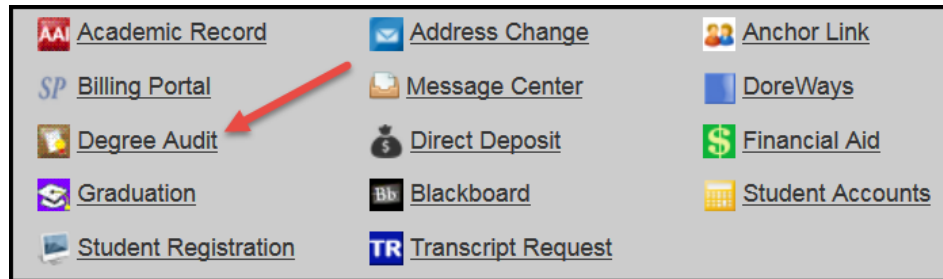 AAI Academic Record
Address Change
Anchor Link
SP Billing Portal
Message Center
DoreWays
Degree Audit
$ Direct Deposit
$ Financial Aid
Graduation
Bb Blackboard
Student Accounts
Student Registration
TR Transcript Request